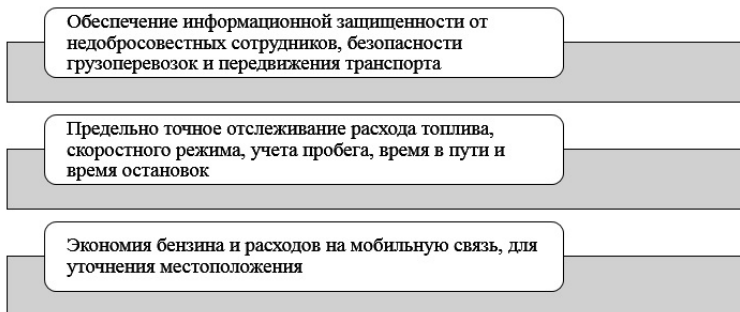 Обеспечение информационной защищенности от
недобросовестных сотрудников, безопасности
грузоперевозок и передвижения транспорта
Предельно точное отслеживание расхода топлива,
скоростного режима, учета пробега, время в пути и
время остановок
Экономия бензина и расходов на мобильную связь, для
уточнения местоположения